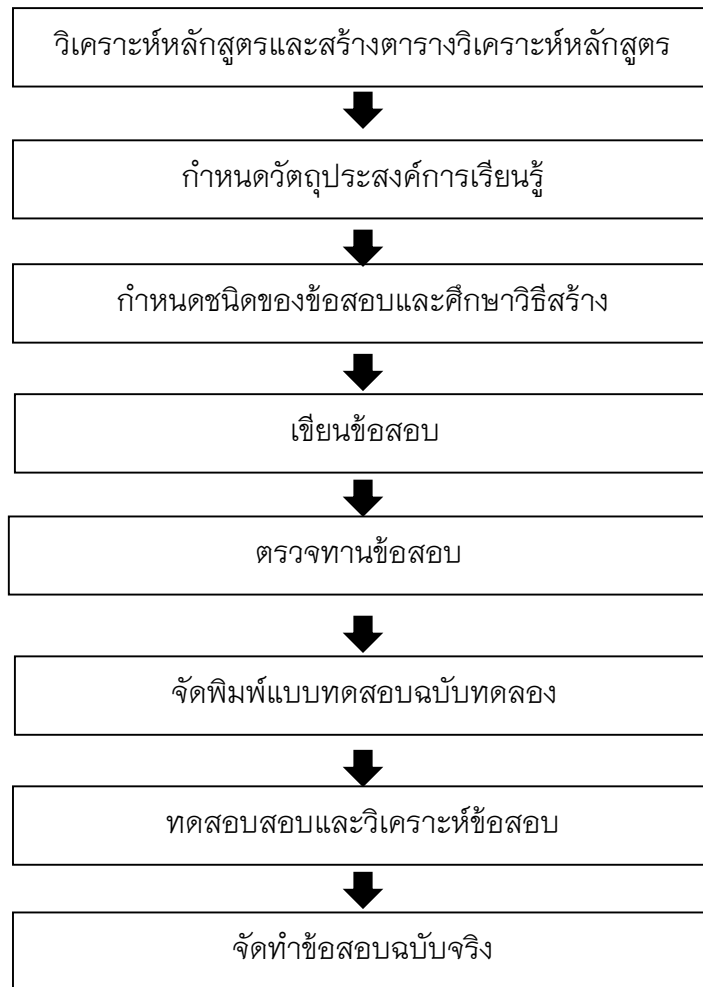 วิเคราะห์หลักสูตรและสร้างตารางวิเคราะห์หลักสูตร
กำหนดวัตถุประสงค์การเรียนรู้
กำหนดชนิดของข้อสอบและศึกษาวิธีสร้าง
เขียนข้อสอบ
ตรวจทานข้อสอบ
จัดพิมพ์แบบทดสอบฉบับทดลอง
ทดสอบสอบและวิเคราะห์ข้อสอบ
จัดทำข้อสอบฉบับจริง